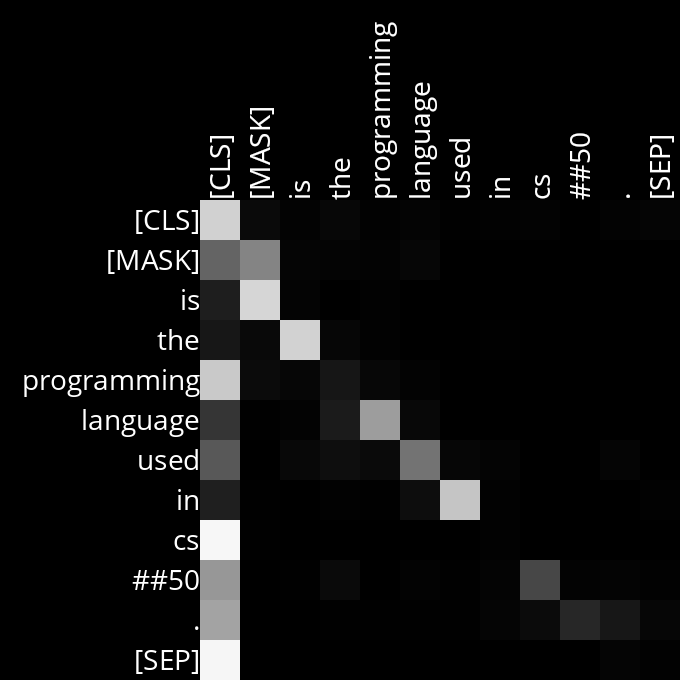 [CLS]
[MASK]
is
the
programming
language
used
in
cs
##50
.
[SEP]
[CLS]
[MASK]
is
the
programming
language
used
in
cs
##50
.
[SEP]